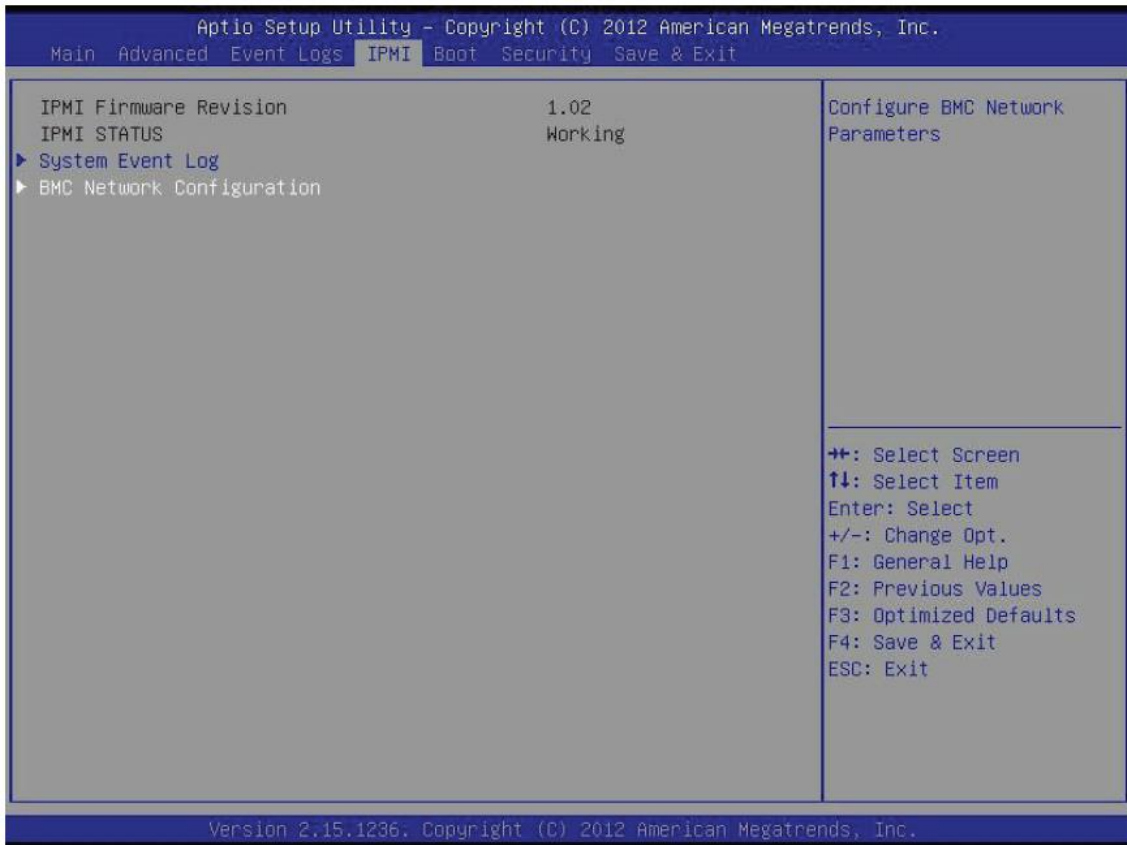 Aptio Setup Utility – Copyright (C) 2012 American Megatrends, Inc.
Main Advanced Event Logs IPMI Boot Security Save & Exit
IPMI Firmware Revision 1.02
IPMI STATUS Working
▶ System Event Log
▶ BMC Network Configuration
Configure BMC Network
Parameters
→←: Select Screen
↑↓: Select Item
Enter: Select
+/-: Change Opt.
F1: General Help
F2: Previous Values
F3: Optimized Defaults
F4: Save & Exit
ESC: Exit
Version 2.15.1236. Copyright (C) 2012 American Megatrends, Inc.